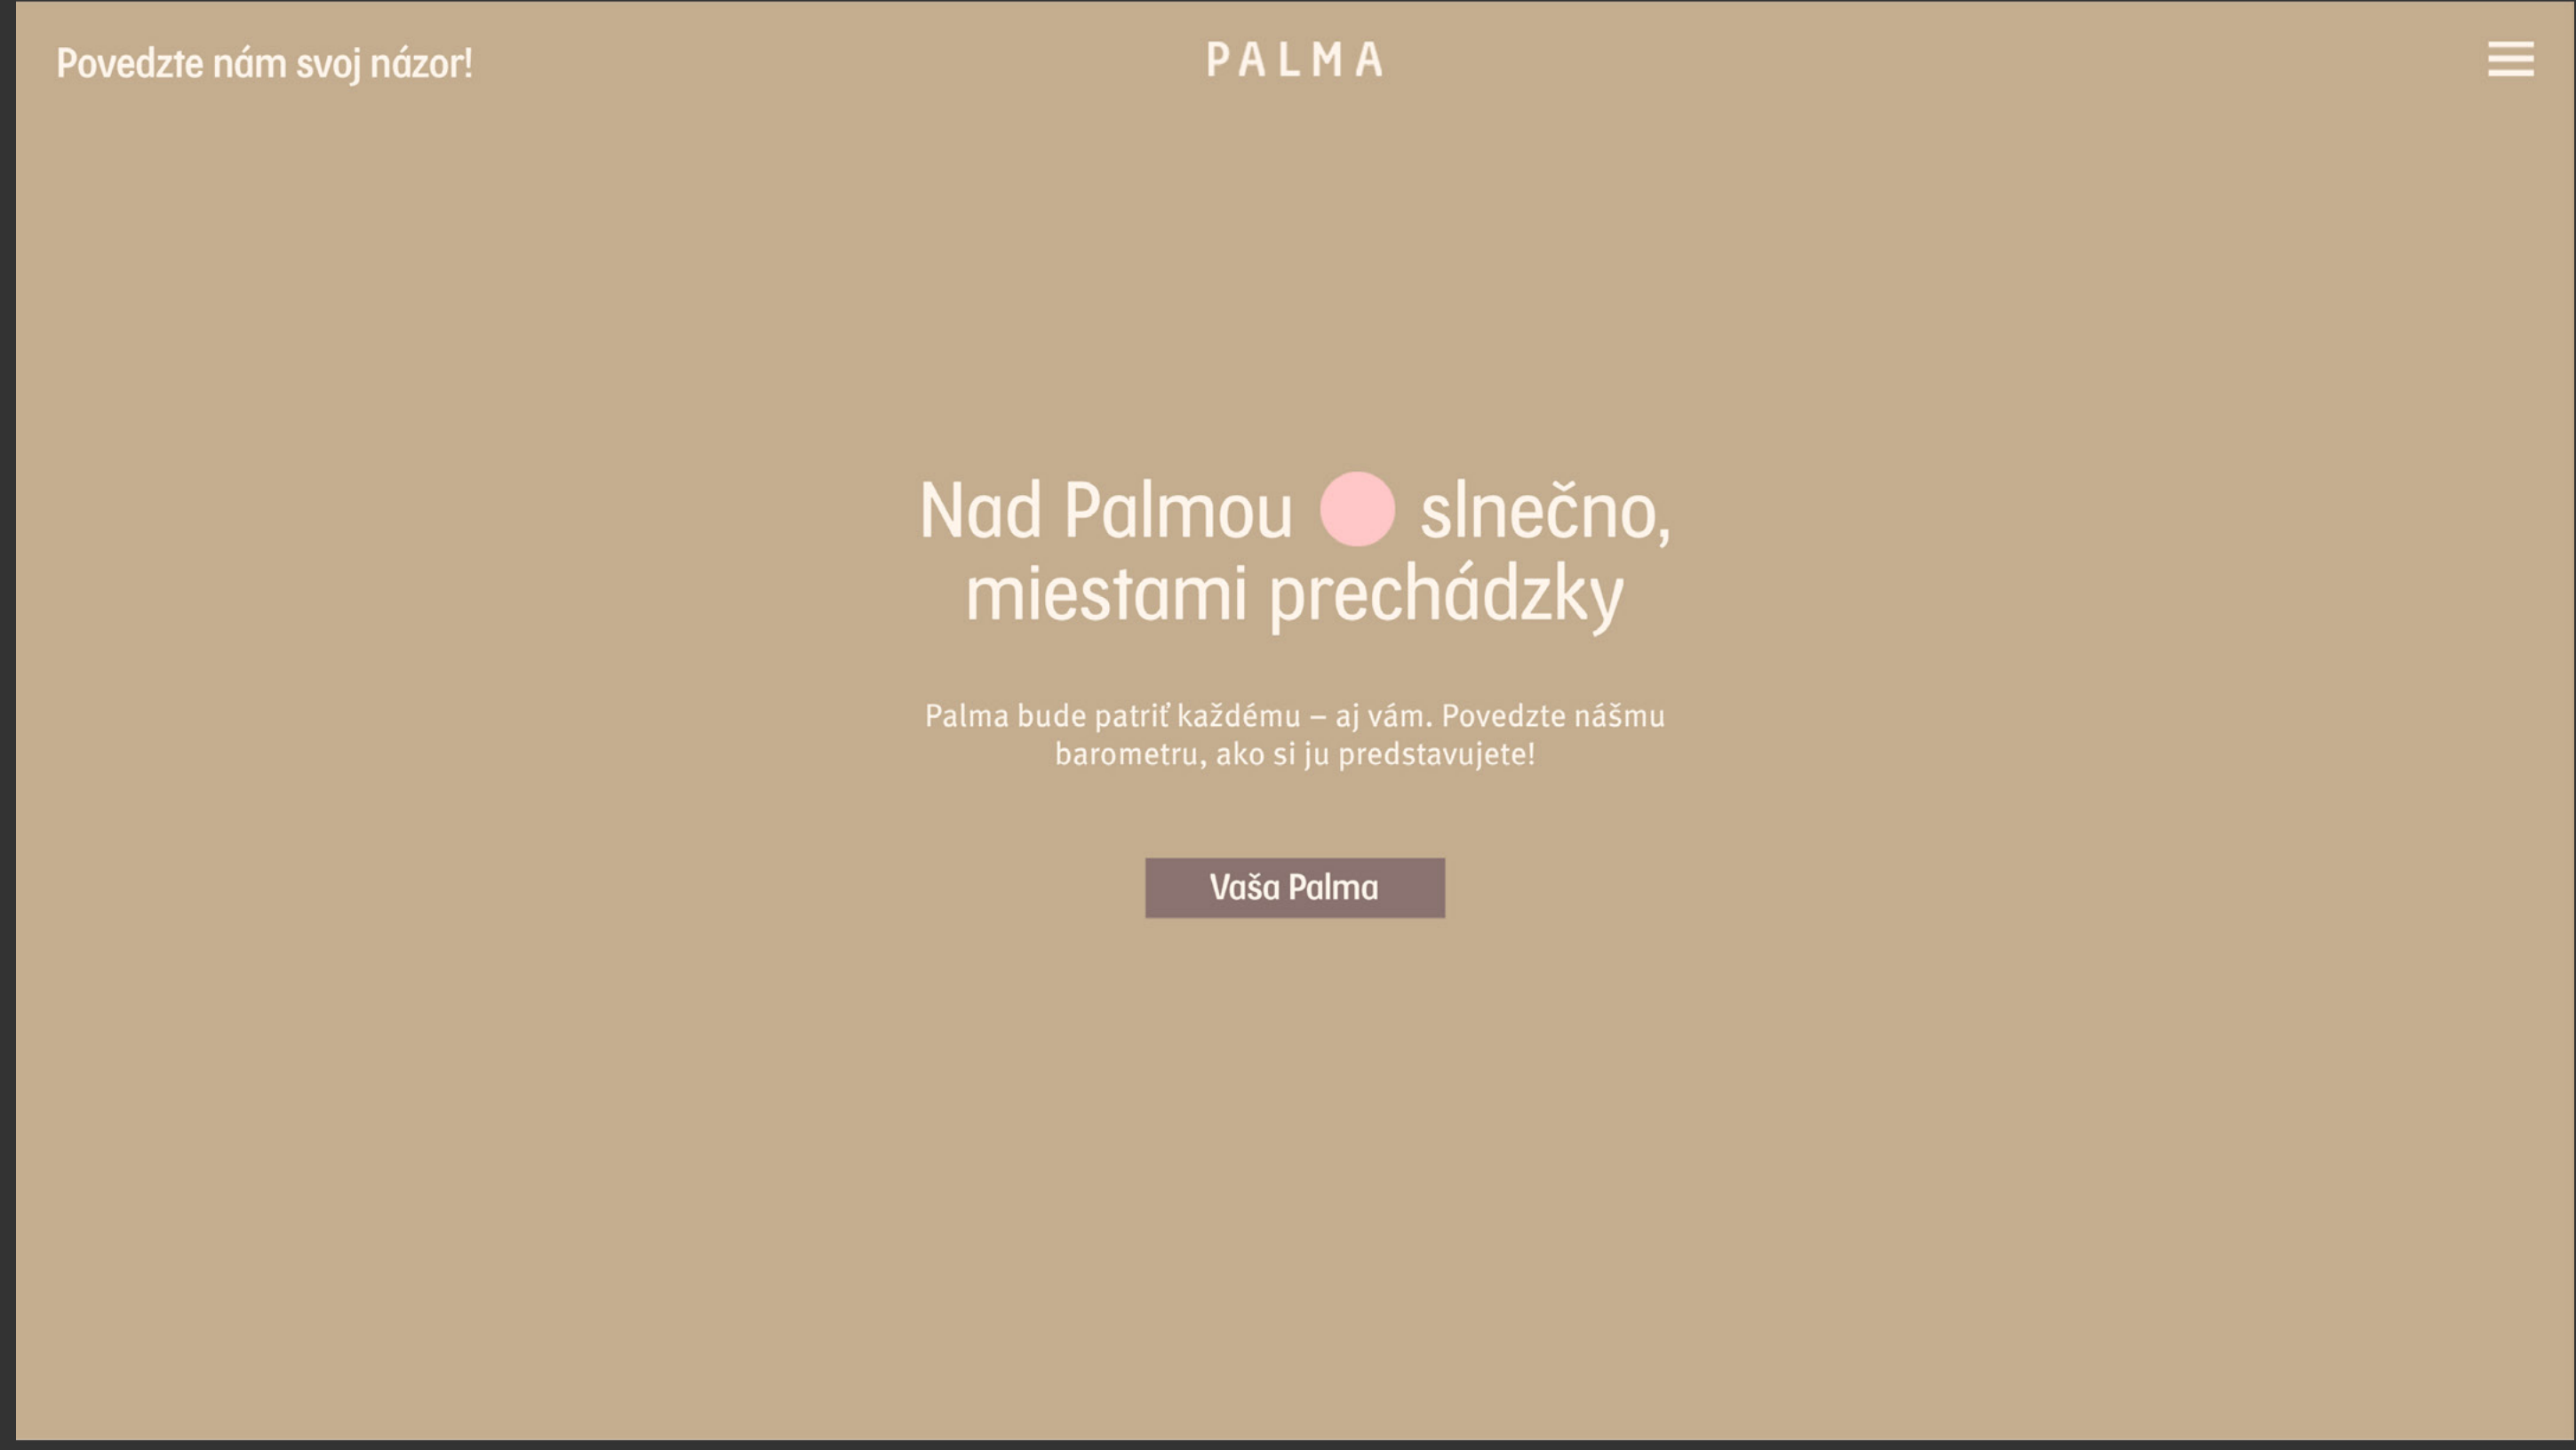 Povedzte nám svoj názor!
PALMA
Nad Palmou slnečno,
miestami prechádzky
Palma bude patriť každému – aj vám. Povedzte nášmu
barometru, ako si ju predstavujete!
Vaša Palma